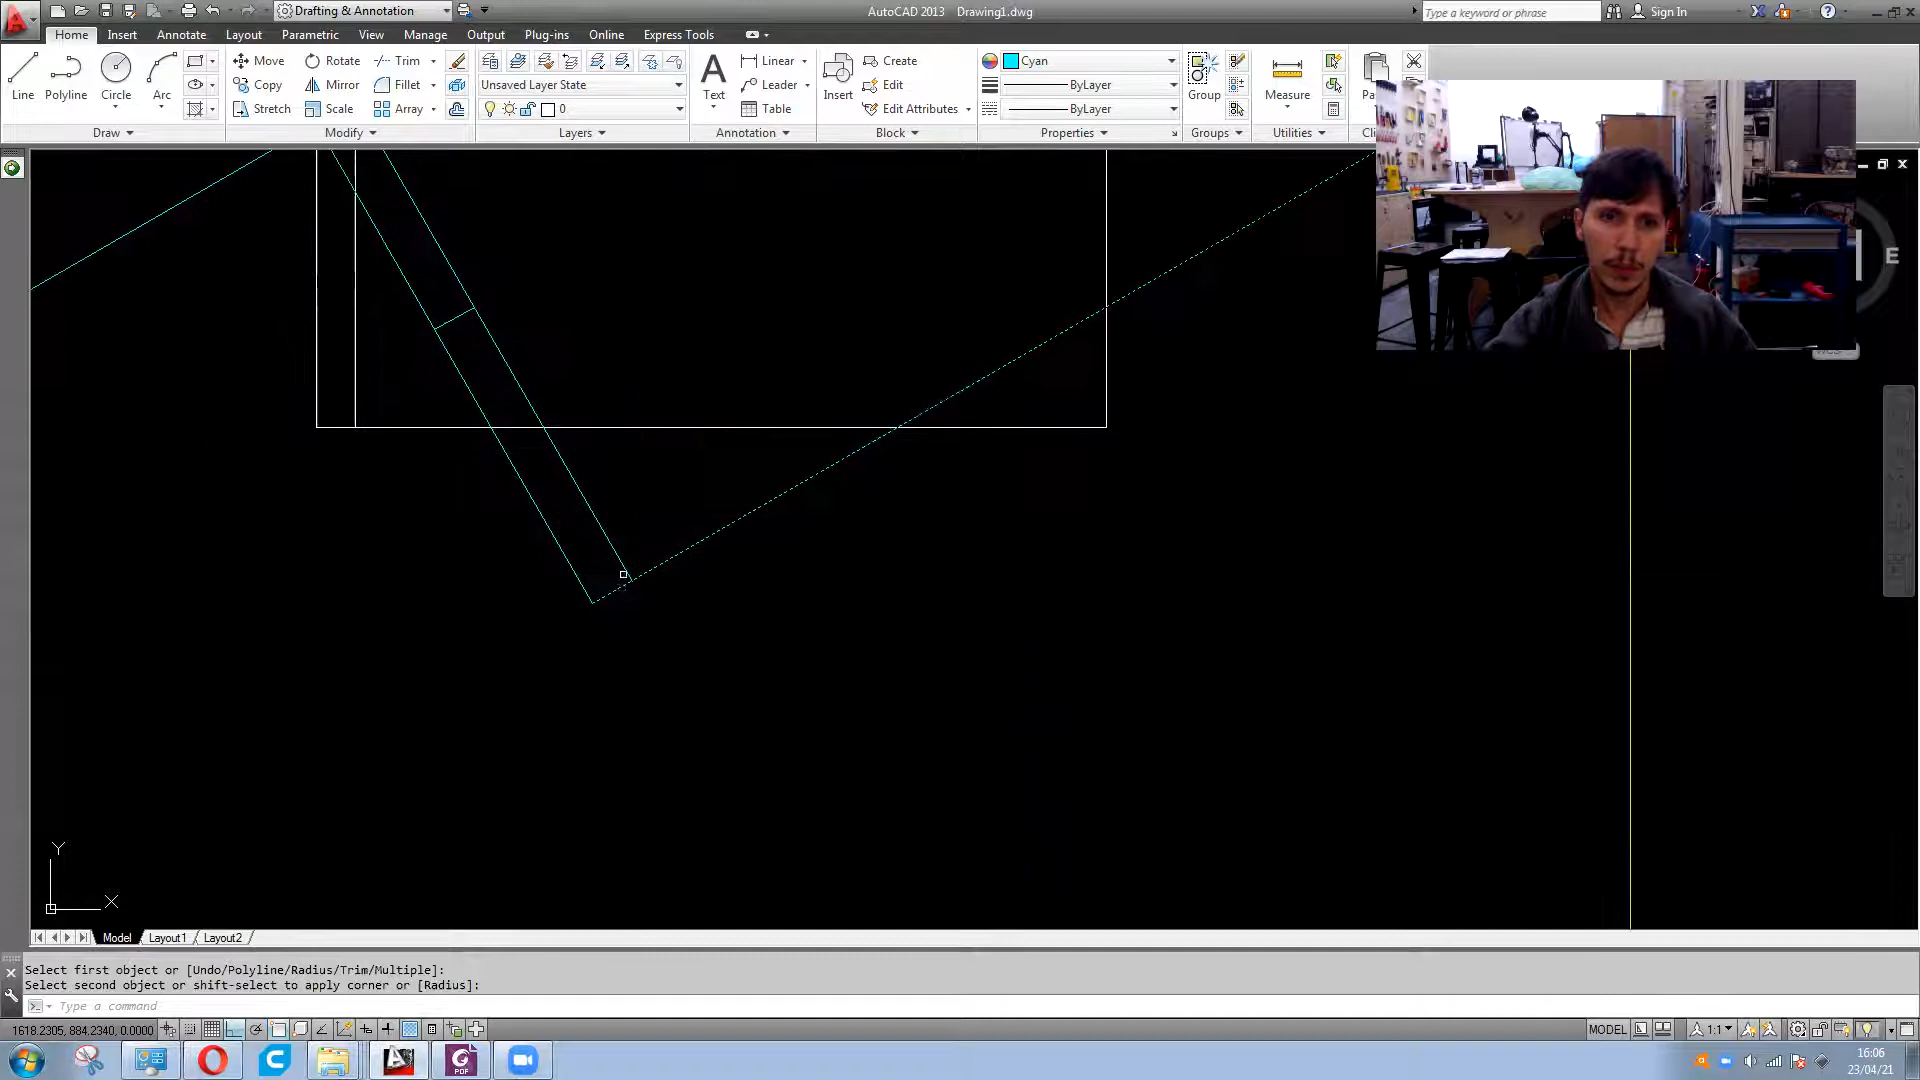 Drafting & Annotation
AutoCAD 2013 Drawing1.dwg
Type a keyword or phrase
Sign In
Home Insert Annotate Layout Parametric View Manage Output Plug-ins Online Express Tools
Line
Polyline
Circle
Arc
Draw
Move Rotate Trim
Copy Mirror Fillet
Stretch Scale Array
Modify
Unsaved Layer State
0
Layers
Text
Linear
Leader
Table
Annotation
Insert
Create
Edit
Edit Attributes
Block
Cyan
ByLayer
ByLayer
Properties
Group
Groups
Measure
Utilities
E
Y
X
Model Layout1 Layout2
Select first object or [Undo/Polyline/Radius/Trim/Multiple]:
Select second object or shift-select to apply corner or [Radius]:
Type a command
1618.2305, 884.2340, 0.0000
MODEL
1:1
PDF
16:06
23/04/21